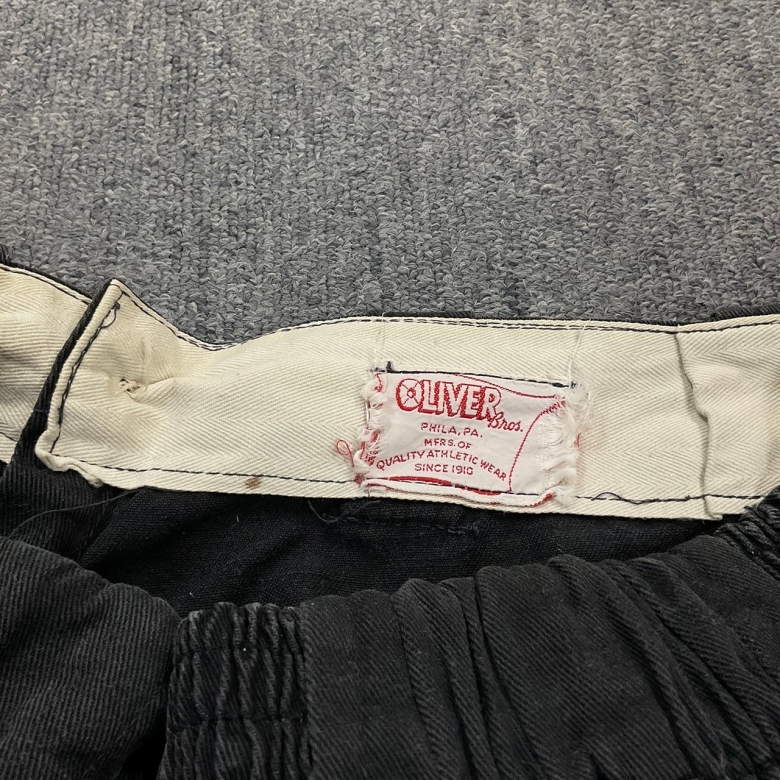 OLIVER
Bros.
PHILA, PA.
MFRS. OF
QUALITY ATHLETIC WEAR
SINCE 1910